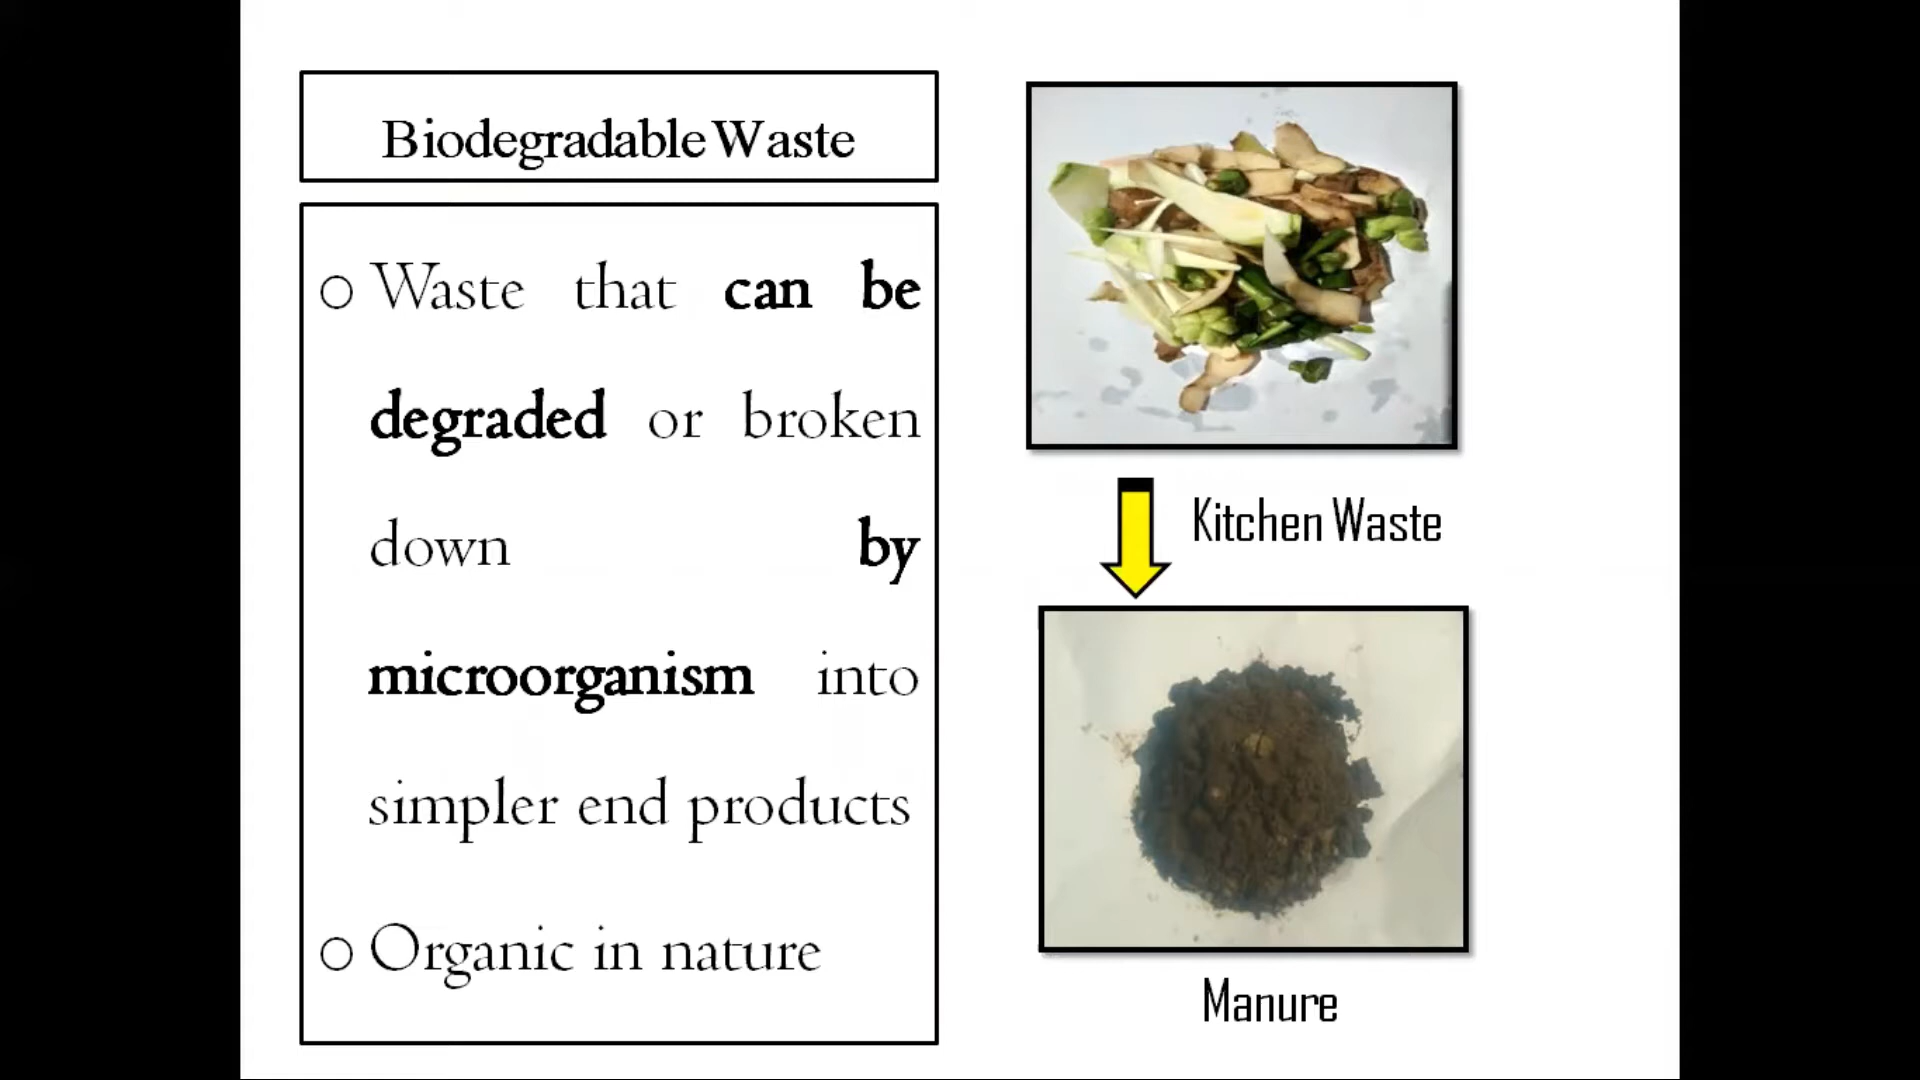 Biodegradable Waste
○ Waste that can be
degraded or broken
down by
microorganism into
simpler end products
○ Organic in nature
Kitchen Waste
Manure